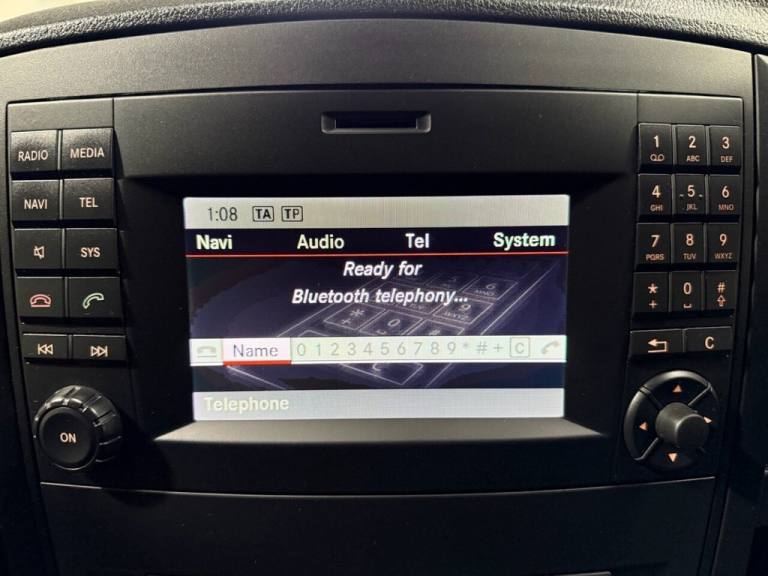 RADIO MEDIA
NAVI TEL
SYS
ON
1:08 TA TP
Navi Audio Tel System
Ready for
Bluetooth telephony...
Name 0 1 2 3 4 5 6 7 8 9 * # + C
Telephone
1 2 3
ABC DEF
4 5 6
GHI JKL MNO
7 8 9
PQRS TUV WXYZ
* 0 #
+
C